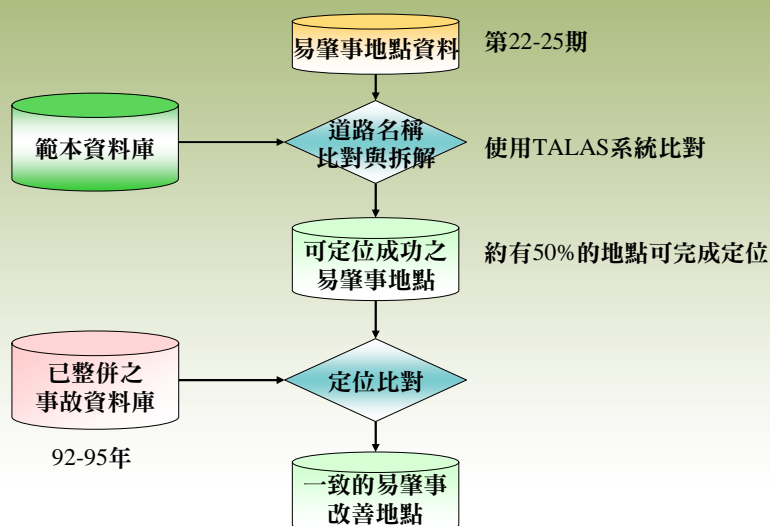 易肇事地點資料
第22-25期
範本資料庫
道路名稱
比對與拆解
使用TALAS系統比對
可定位成功之
易肇事地點
約有50%的地點可完成定位
已整併之
事故資料庫
定位比對
92-95年
一致的易肇事
改善地點